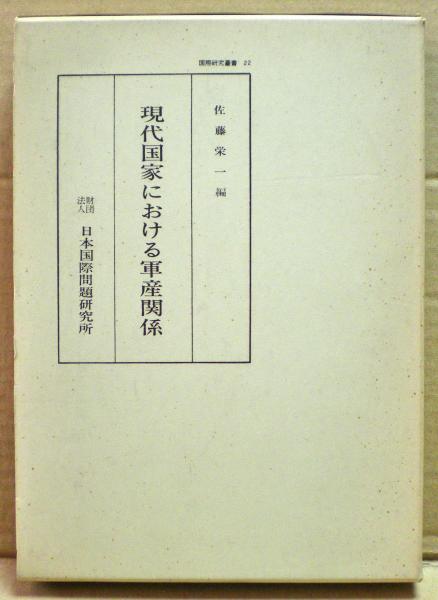 国際研究叢書 22
佐藤栄一編
現代国家における軍産関係
財団法人 日本国際問題研究所